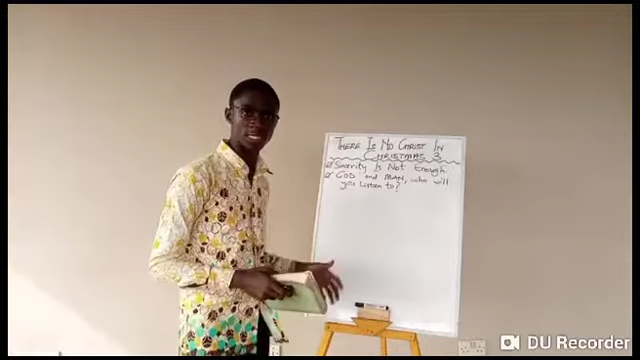 THERE IS NO CHRIST IN
CHRISTMAS 3
Sincerity Is Not Enough.
GOD and MAN, who will
you listen to?
DU Recorder